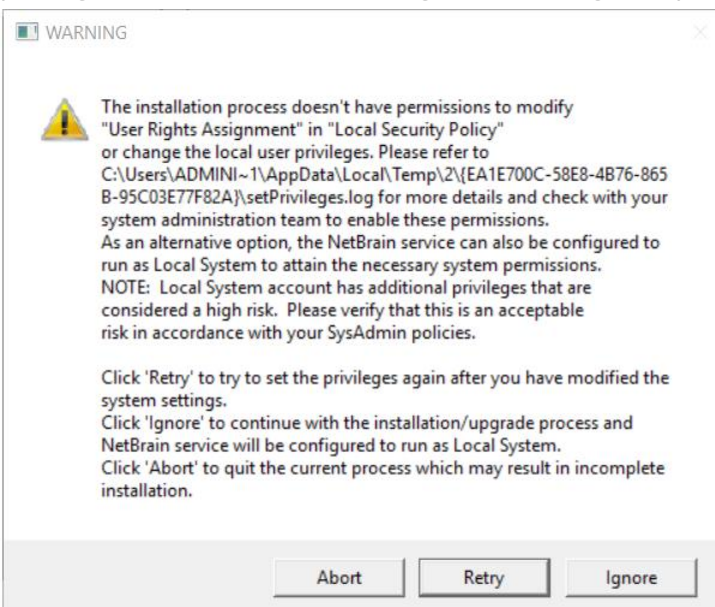 WARNING
The installation process doesn't have permissions to modify
"User Rights Assignment" in "Local Security Policy"
or change the local user privileges. Please refer to
C:\Users\ADMINI~1\AppData\Local\Temp\2\{EA1E700C-58E8-4B76-865
B-95C03E77F82A}\setPrivileges.log for more details and check with your
system administration team to enable these permissions.
As an alternative option, the NetBrain service can also be configured to
run as Local System to attain the necessary system permissions.
NOTE:  Local System account has additional privileges that are
considered a high risk.  Please verify that this is an acceptable
risk in accordance with your SysAdmin policies.
Click 'Retry' to try to set the privileges again after you have modified the
system settings.
Click 'Ignore' to continue with the installation/upgrade process and
NetBrain service will be configured to run as Local System.
Click 'Abort' to quit the current process which may result in incomplete
installation.
Abort Retry Ignore